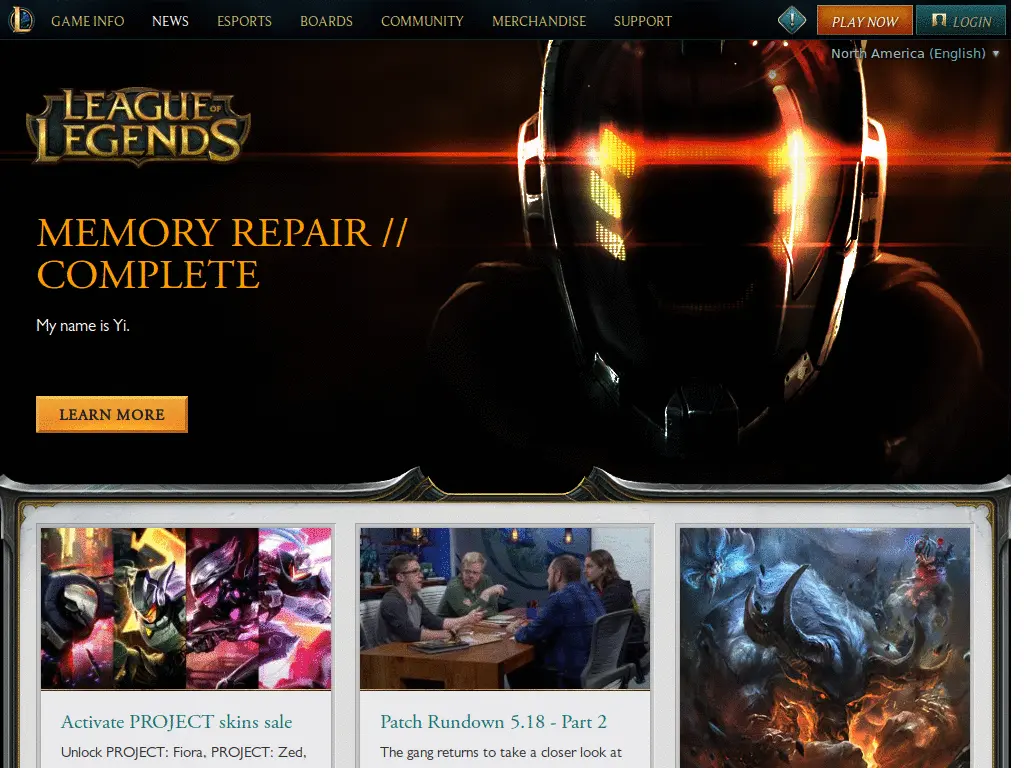 GAME INFO NEWS ESPORTS BOARDS COMMUNITY MERCHANDISE SUPPORT PLAY NOW LOGIN
North America (English) ▼
LEAGUE OF
LEGENDS
MEMORY REPAIR //
COMPLETE
My name is Yi.
LEARN MORE
Activate PROJECT skins sale
Unlock PROJECT: Fiora, PROJECT: Zed,
Patch Rundown 5.18 - Part 2
The gang returns to take a closer look at